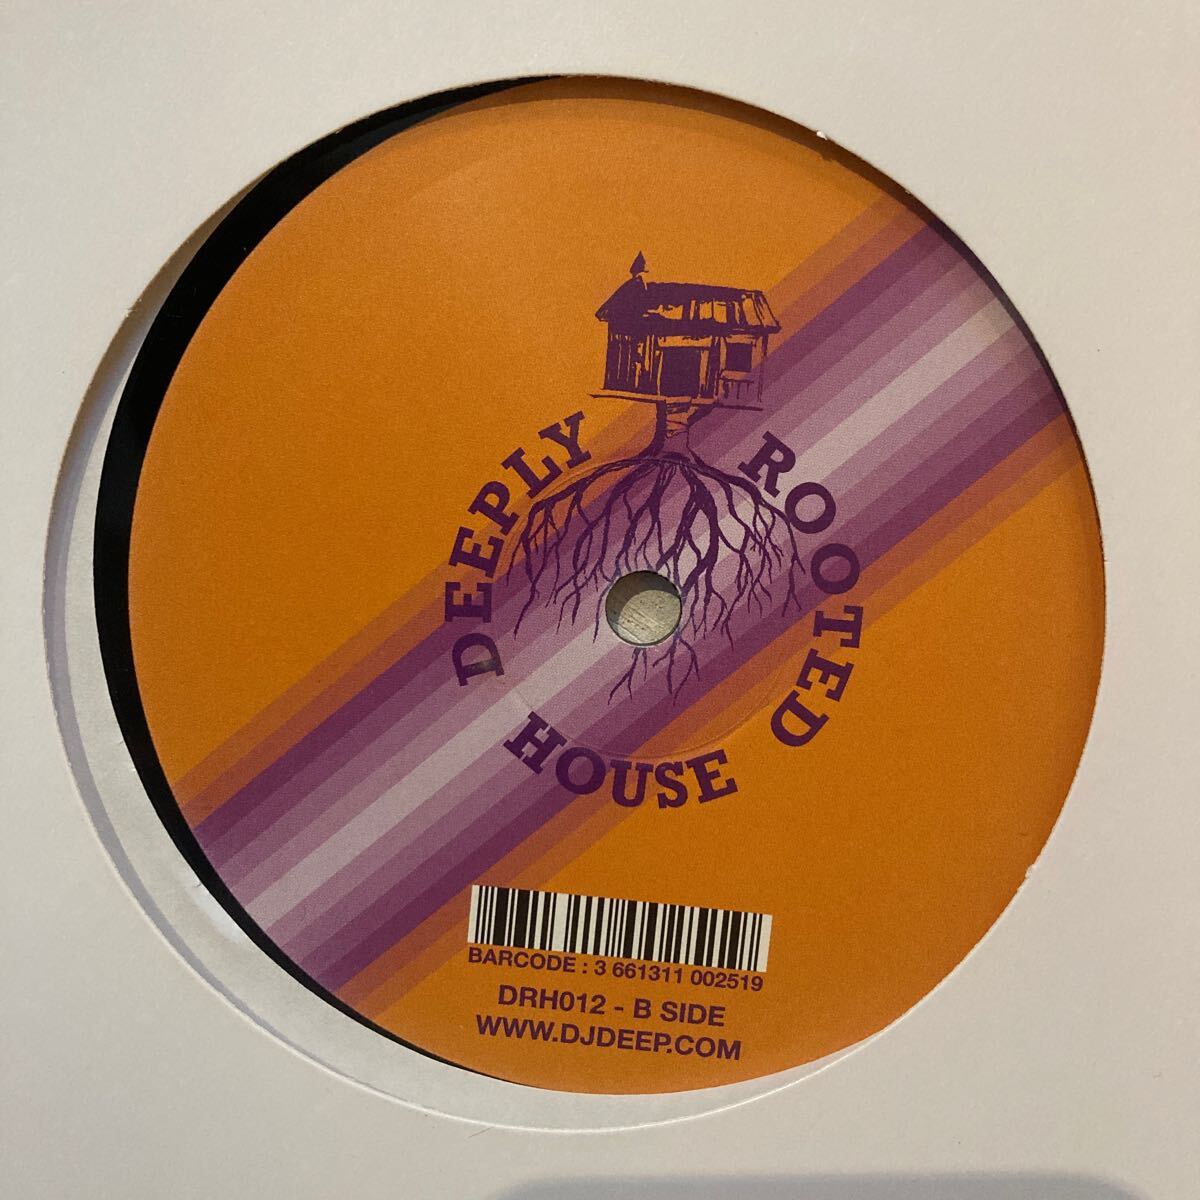 DEEPLY ROOTED
HOUSE
BARCODE : 3 661311 002519
DRH012 - B SIDE
WWW.DJDEEP.COM